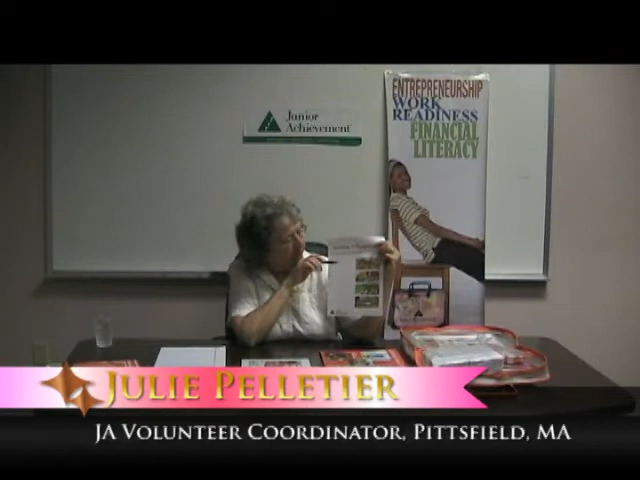 ENTREPRENEURSHIP
WORK
READINESS
FINANCIAL
LITERACY
Junior
Achievement
JULIE PELLETIER
JA VOLUNTEER COORDINATOR, PITTSFIELD, MA